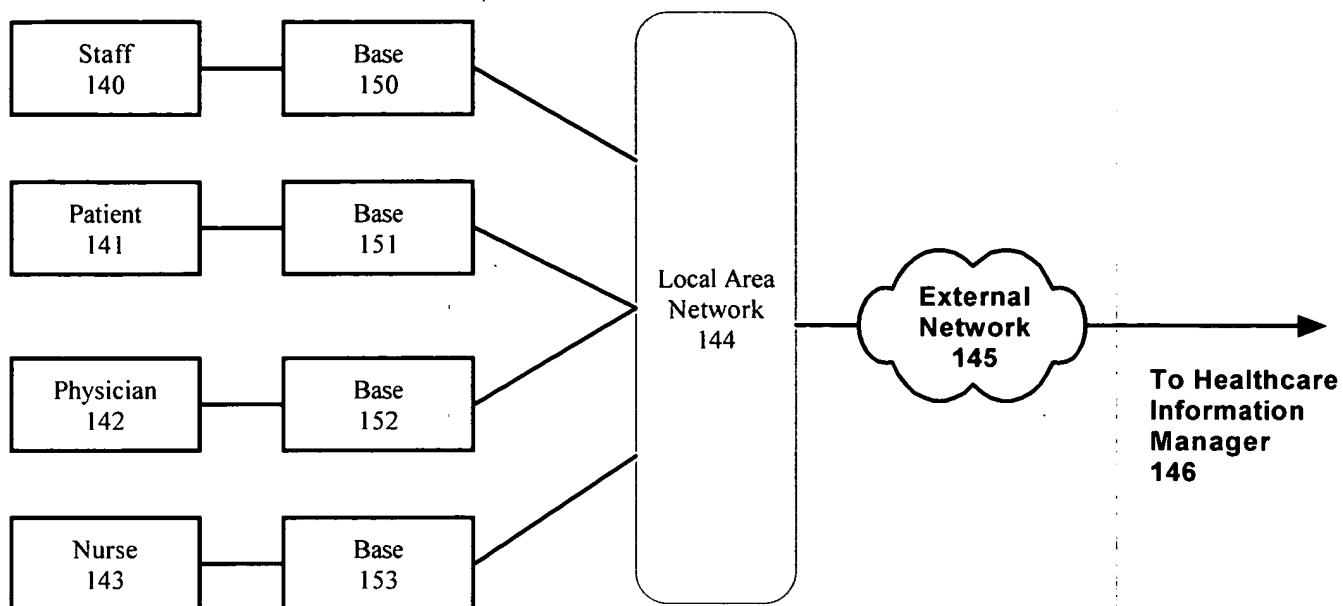 Staff
140
Base
150
Patient
141
Base
151
Physician
142
Base
152
Nurse
143
Base
153
Local Area
Network
144
External
Network
145
To Healthcare
Information
Manager
146